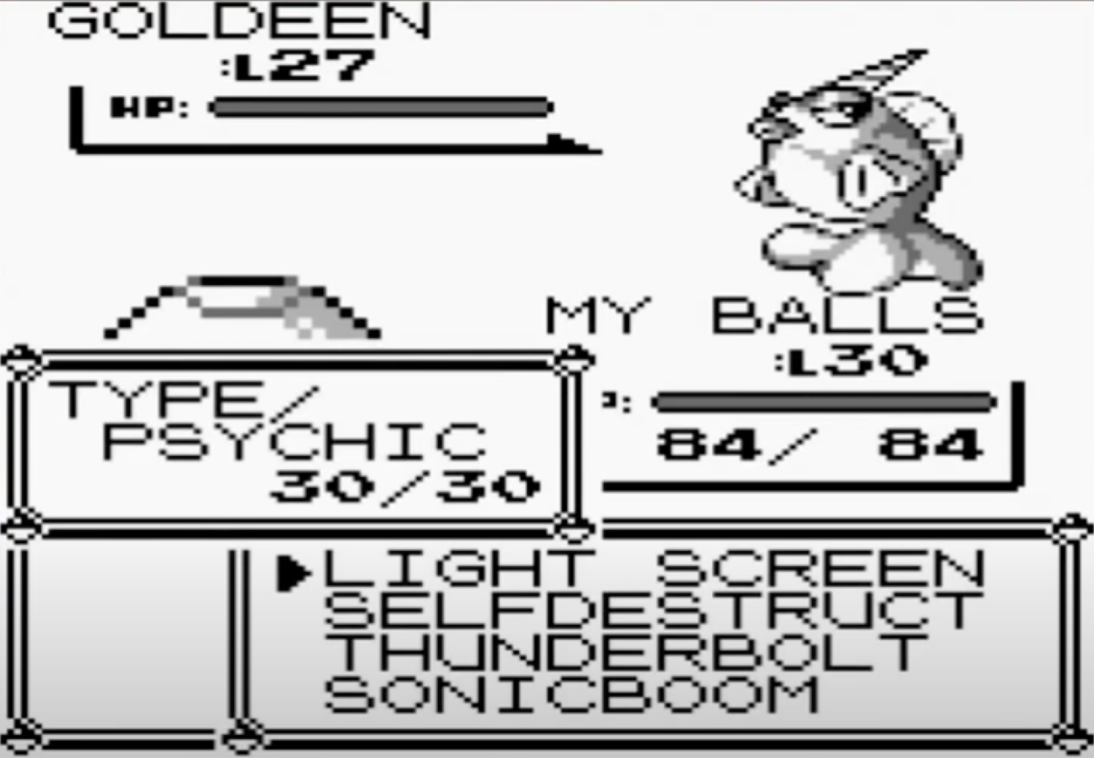 GOLDEEN
:L27
HP:
MY BALLS
:L30
84/ 84
TYPE/
PSYCHIC
30/30
▶LIGHT SCREEN
SELFDESTRUCT
THUNDERBOLT
SONICBOOM